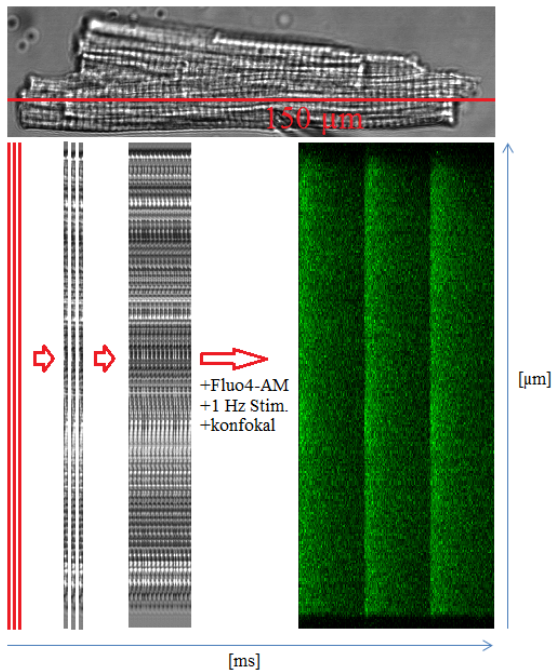 150 μm
+Fluo4-AM
+1 Hz Stim.
+konfokal
[μm]
[ms]